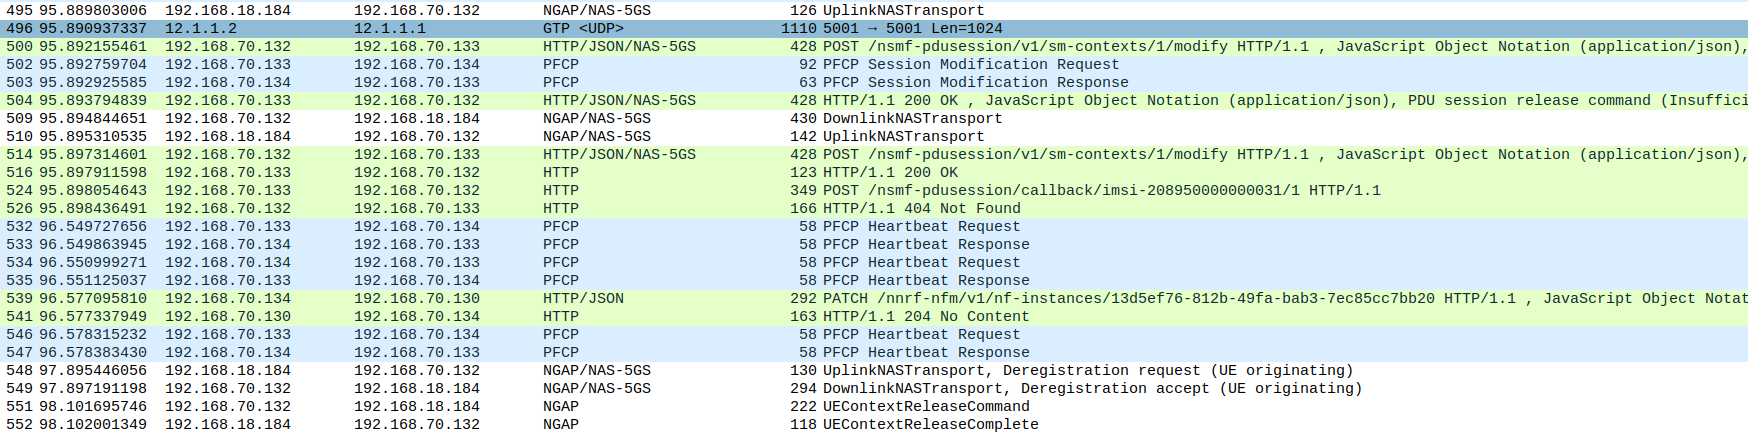 495 95.889803006 192.168.18.184 192.168.70.132 NGAP/NAS-5GS 126 UplinkNASTransport
496 95.890937337 12.1.1.2 12.1.1.1 GTP <UDP> 1110 5001 → 5001 Len=1024
500 95.892155461 192.168.70.132 192.168.70.133 HTTP/JSON/NAS-5GS 428 POST /nsmf-pdusession/v1/sm-contexts/1/modify HTTP/1.1 , JavaScript Object Notation (application/json),
502 95.892759704 192.168.70.133 192.168.70.134 PFCP 92 PFCP Session Modification Request
503 95.892925585 192.168.70.134 192.168.70.133 PFCP 63 PFCP Session Modification Response
504 95.893794839 192.168.70.133 192.168.70.132 HTTP/JSON/NAS-5GS 428 HTTP/1.1 200 OK , JavaScript Object Notation (application/json), PDU session release command (Insuffici
509 95.894844651 192.168.70.132 192.168.18.184 NGAP/NAS-5GS 430 DownlinkNASTransport
510 95.895310535 192.168.18.184 192.168.70.132 NGAP/NAS-5GS 142 UplinkNASTransport
514 95.897314601 192.168.70.132 192.168.70.133 HTTP/JSON/NAS-5GS 428 POST /nsmf-pdusession/v1/sm-contexts/1/modify HTTP/1.1 , JavaScript Object Notation (application/json),
516 95.897911598 192.168.70.133 192.168.70.132 HTTP 123 HTTP/1.1 200 OK
524 95.898054643 192.168.70.133 192.168.70.132 HTTP 349 POST /nsmf-pdusession/callback/imsi-208950000000031/1 HTTP/1.1
526 95.898436491 192.168.70.132 192.168.70.133 HTTP 166 HTTP/1.1 404 Not Found
532 96.549727656 192.168.70.133 192.168.70.134 PFCP 58 PFCP Heartbeat Request
533 96.549863945 192.168.70.134 192.168.70.133 PFCP 58 PFCP Heartbeat Response
534 96.550999271 192.168.70.134 192.168.70.133 PFCP 58 PFCP Heartbeat Request
535 96.551125037 192.168.70.133 192.168.70.134 PFCP 58 PFCP Heartbeat Response
539 96.577095810 192.168.70.134 192.168.70.130 HTTP/JSON 292 PATCH /nnrf-nfm/v1/nf-instances/13d5ef76-812b-49fa-bab3-7ec85cc7bb20 HTTP/1.1 , JavaScript Object Notat
541 96.577337949 192.168.70.130 192.168.70.134 HTTP 163 HTTP/1.1 204 No Content
546 96.578315232 192.168.70.133 192.168.70.134 PFCP 58 PFCP Heartbeat Request
547 96.578383430 192.168.70.134 192.168.70.133 PFCP 58 PFCP Heartbeat Response
548 97.895446056 192.168.18.184 192.168.70.132 NGAP/NAS-5GS 130 UplinkNASTransport, Deregistration request (UE originating)
549 97.897191198 192.168.70.132 192.168.18.184 NGAP/NAS-5GS 294 DownlinkNASTransport, Deregistration accept (UE originating)
551 98.101695746 192.168.70.132 192.168.18.184 NGAP 222 UEContextReleaseCommand
552 98.102001349 192.168.18.184 192.168.70.132 NGAP 118 UEContextReleaseComplete